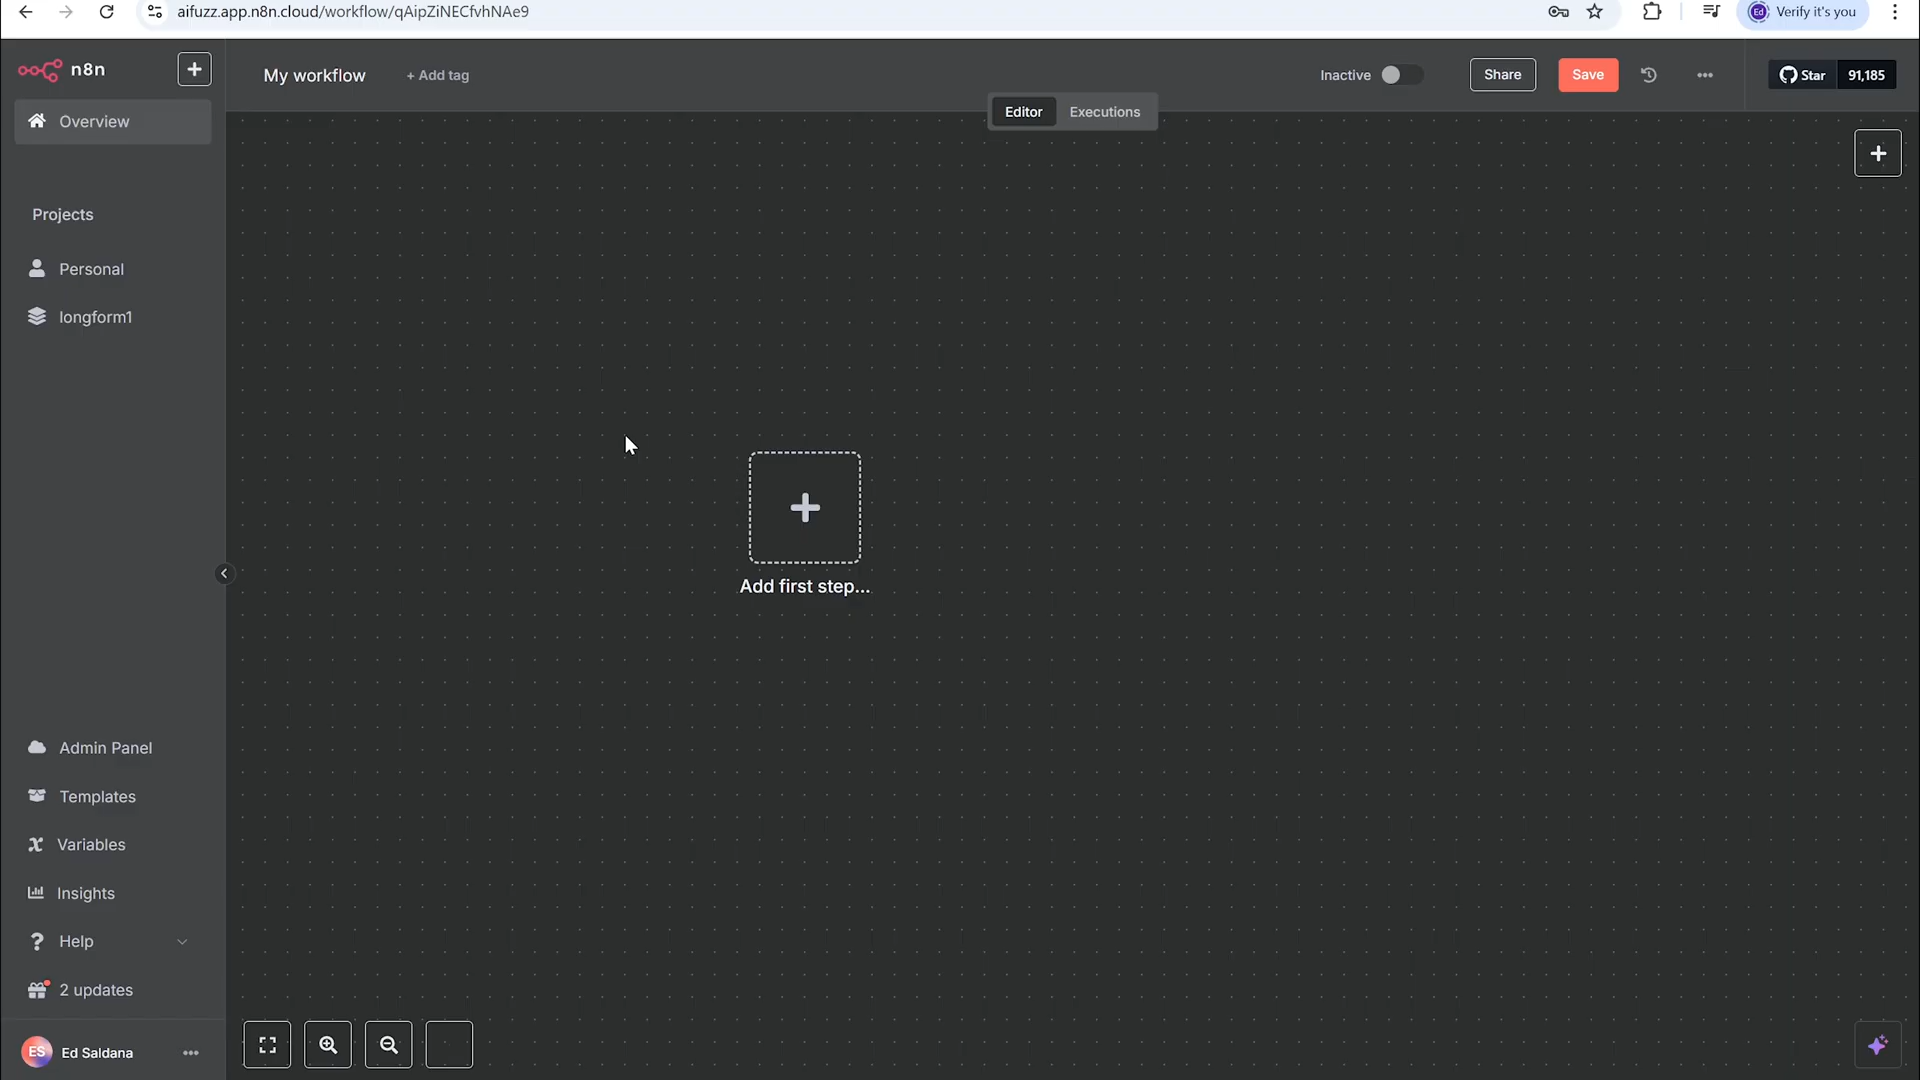 aifuzz.app.n8n.cloud/workflow/qAipZiNECfvhNAe9
Ed Verify it's you
n8n
My workflow
+ Add tag
Inactive
Share
Save
Star 91,185
Editor
Executions
Overview
Projects
Personal
longform1
Add first step...
Admin Panel
Templates
Variables
Insights
? Help
2 updates
ES Ed Saldana